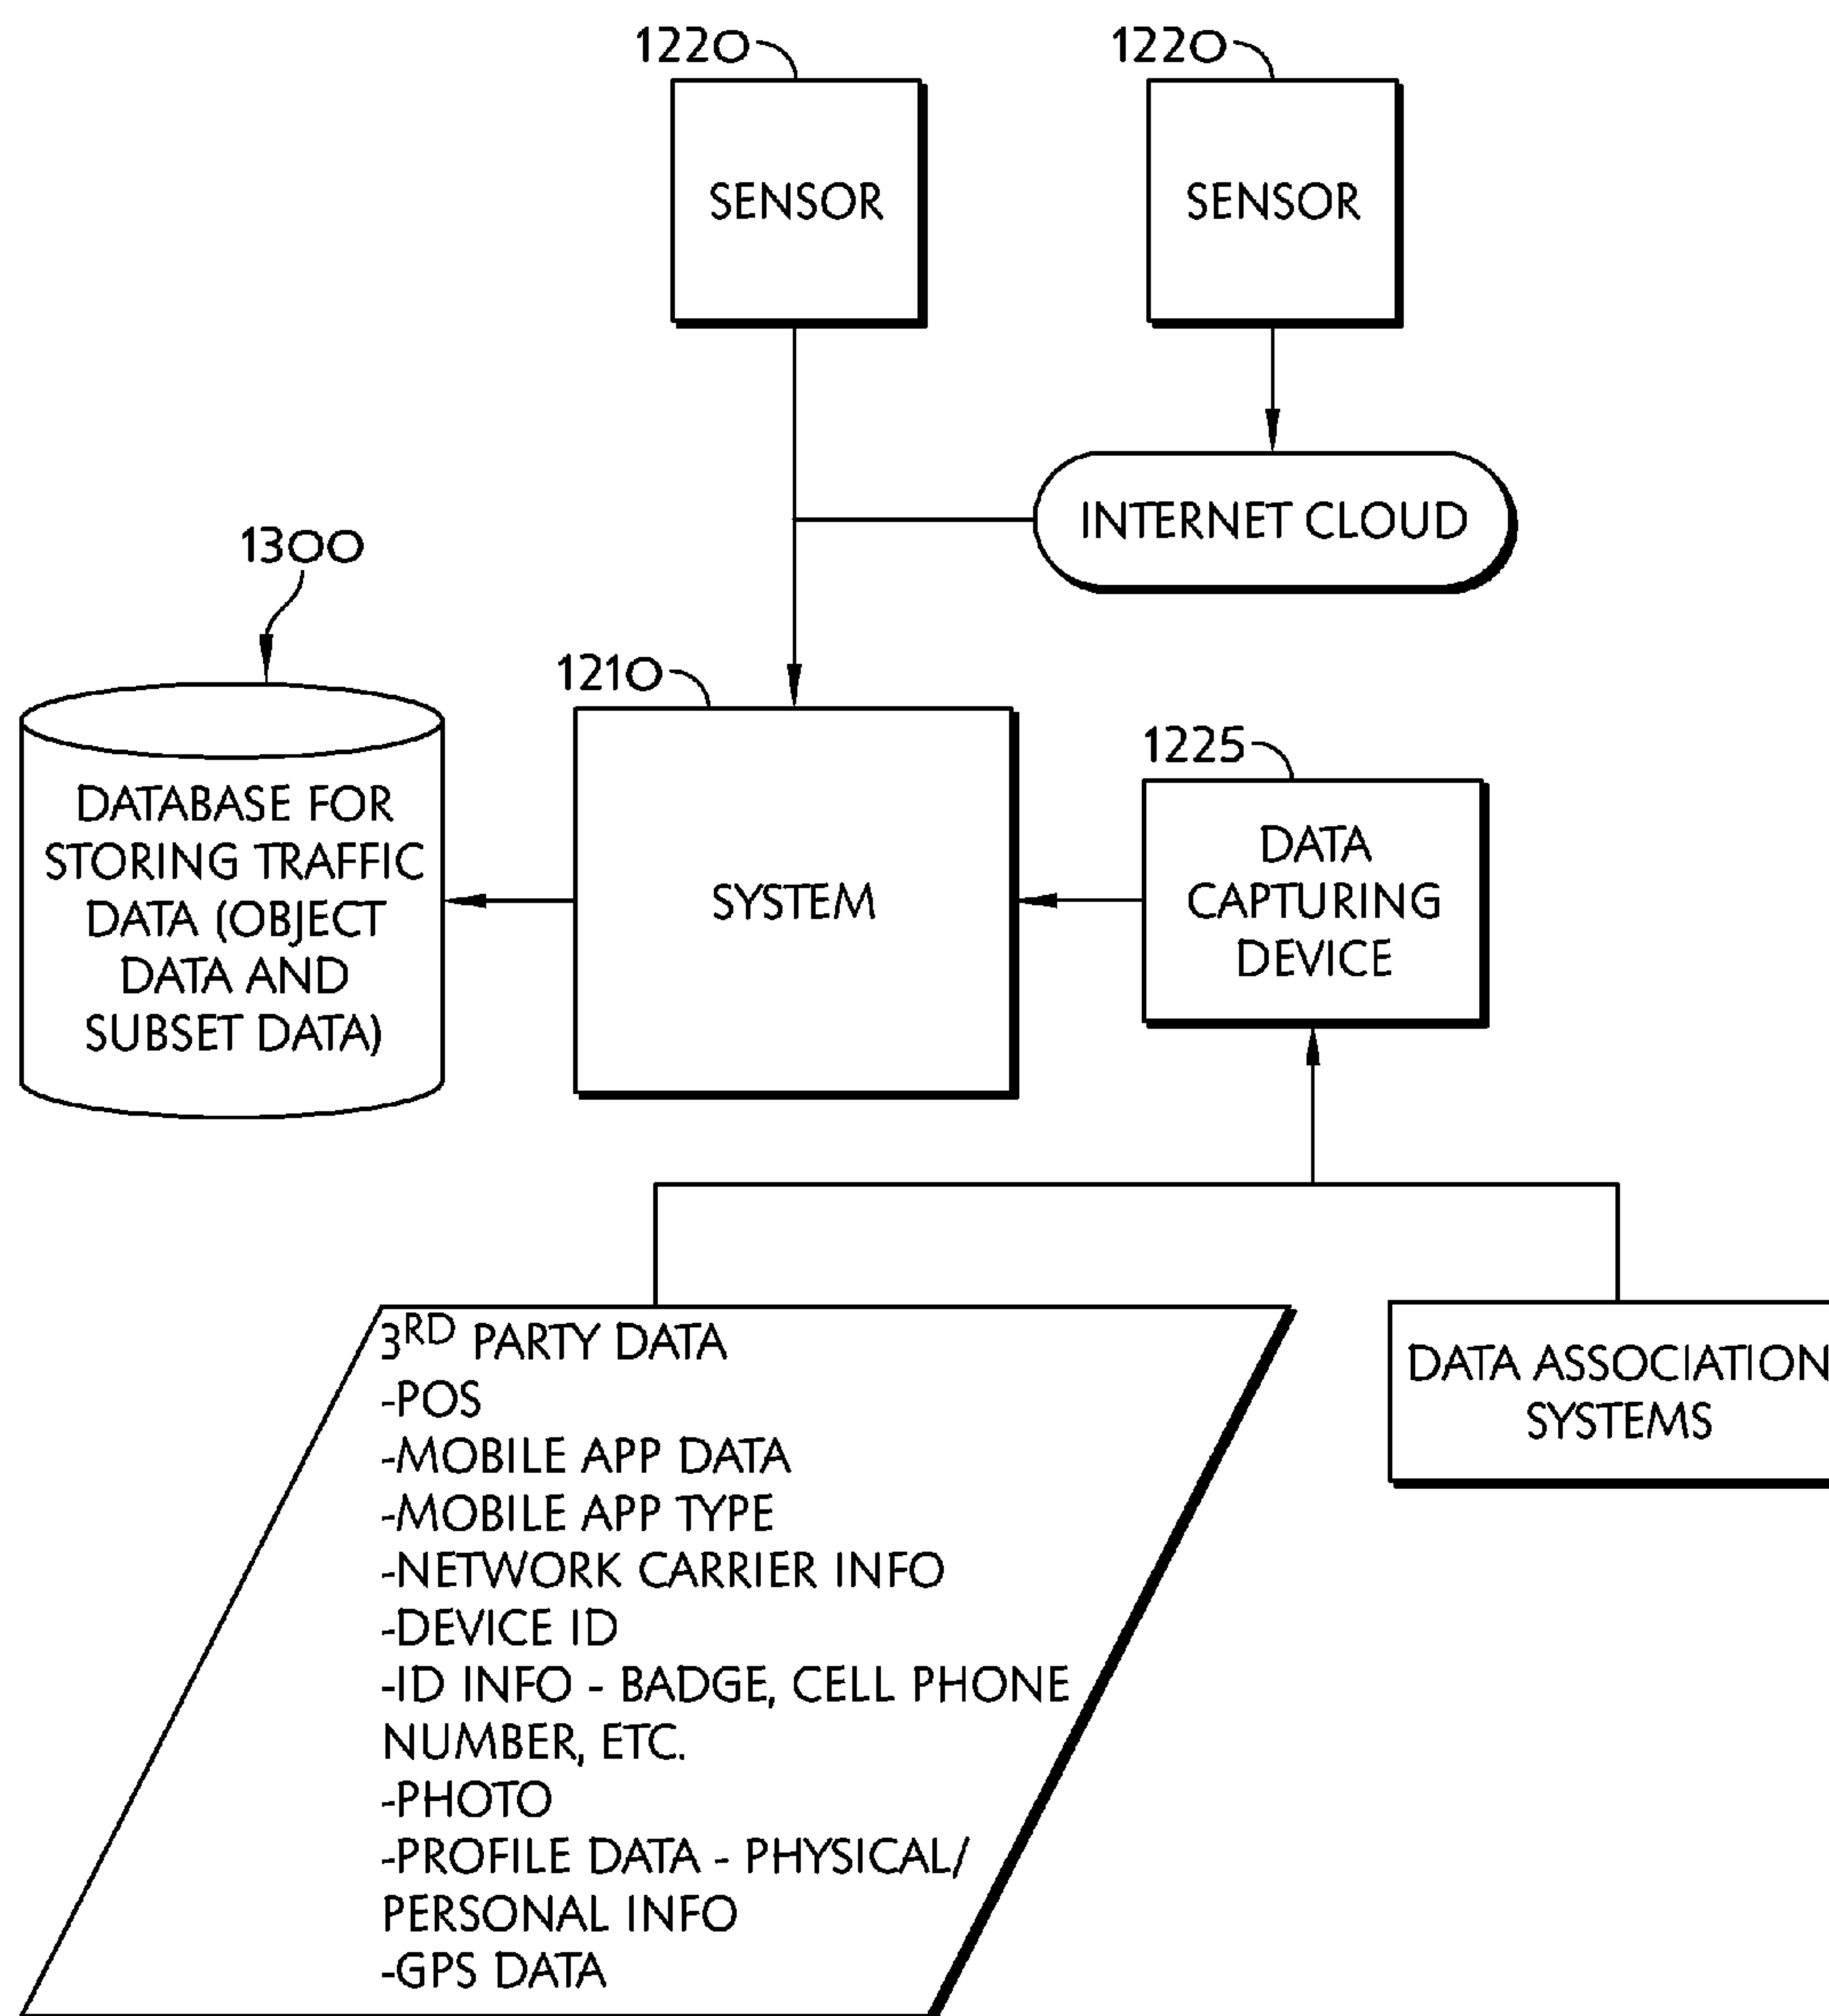 1220
1220
SENSOR
SENSOR
INTERNET CLOUD
1300
1210
1225
DATABASE FOR
STORING TRAFFIC
DATA (OBJECT
DATA AND
SUBSET DATA)
SYSTEM
DATA
CAPTURING
DEVICE
3RD PARTY DATA
-POS
-MOBILE APP DATA
-MOBILE APP TYPE
-NETWORK CARRIER INFO
-DEVICE ID
-ID INFO - BADGE, CELL PHONE
NUMBER, ETC.
-PHOTO
-PROFILE DATA - PHYSICAL/
PERSONAL INFO
-GPS DATA
DATA ASSOCIATION
SYSTEMS